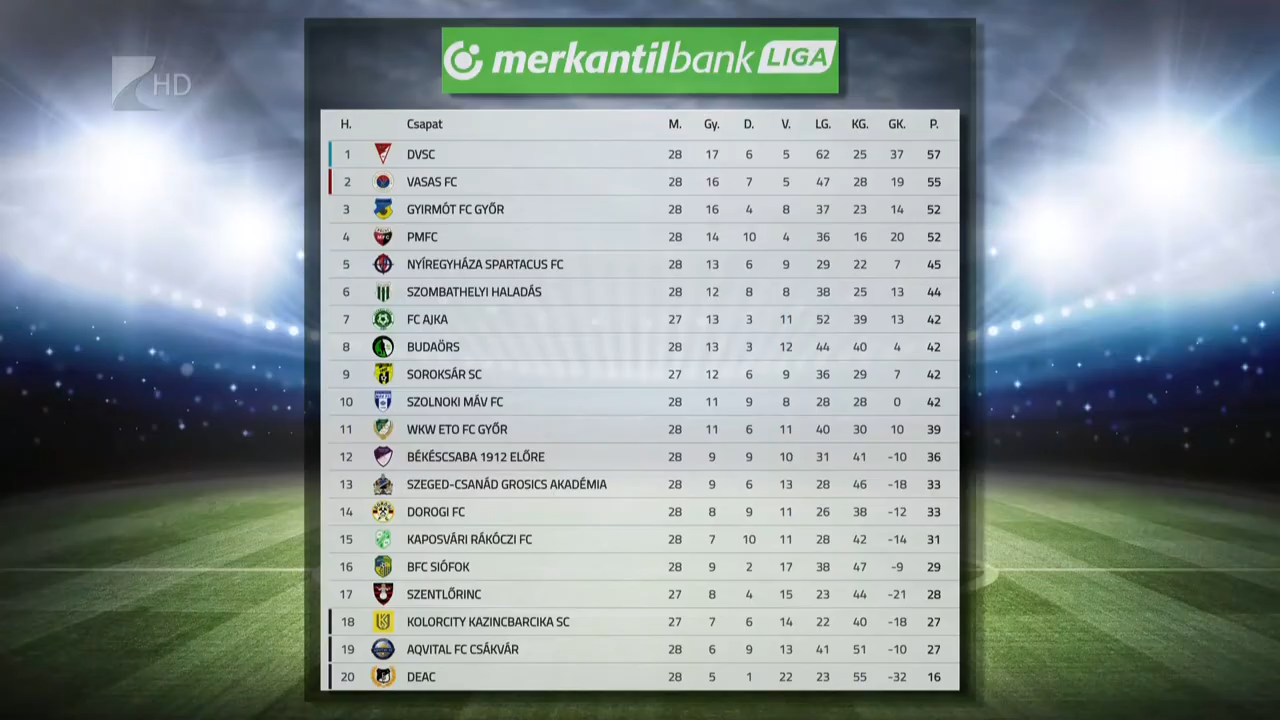 merkantilbank LIGA
HD
H. Csapat M. Gy. D. V. LG. KG. GK. P.
1 DVSC 28 17 6 5 62 25 37 57
2 VASAS FC 28 16 7 5 47 28 19 55
3 GYIRMÓT FC GYŐR 28 16 4 8 37 23 14 52
4 PMFC 28 14 10 4 36 16 20 52
5 NYÍREGYHÁZA SPARTACUS FC 28 13 6 9 29 22 7 45
6 SZOMBATHELYI HALADÁS 28 12 8 8 38 25 13 44
7 FC AJKA 27 13 3 11 52 39 13 42
8 BUDAÖRS 28 13 3 12 44 40 4 42
9 SOROKSÁR SC 27 12 6 9 36 29 7 42
10 SZOLNOKI MÁV FC 28 11 9 8 28 28 0 42
11 WKW ETO FC GYŐR 28 11 6 11 40 30 10 39
12 BÉKÉSCSABA 1912 ELŐRE 28 9 9 10 31 41 -10 36
13 SZEGED-CSANÁD GROSICS AKADÉMIA 28 9 6 13 28 46 -18 33
14 DOROGI FC 28 8 9 11 26 38 -12 33
15 KAPOSVÁRI RÁKÓCZI FC 28 7 10 11 28 42 -14 31
16 BFC SIÓFOK 28 9 2 17 38 47 -9 29
17 SZENTLŐRINC 27 8 4 15 23 44 -21 28
18 KOLORCITY KAZINCBARCIKA SC 27 7 6 14 22 40 -18 27
19 AQVITAL FC CSÁKVÁR 28 6 9 13 41 51 -10 27
20 DEAC 28 5 1 22 23 55 -32 16